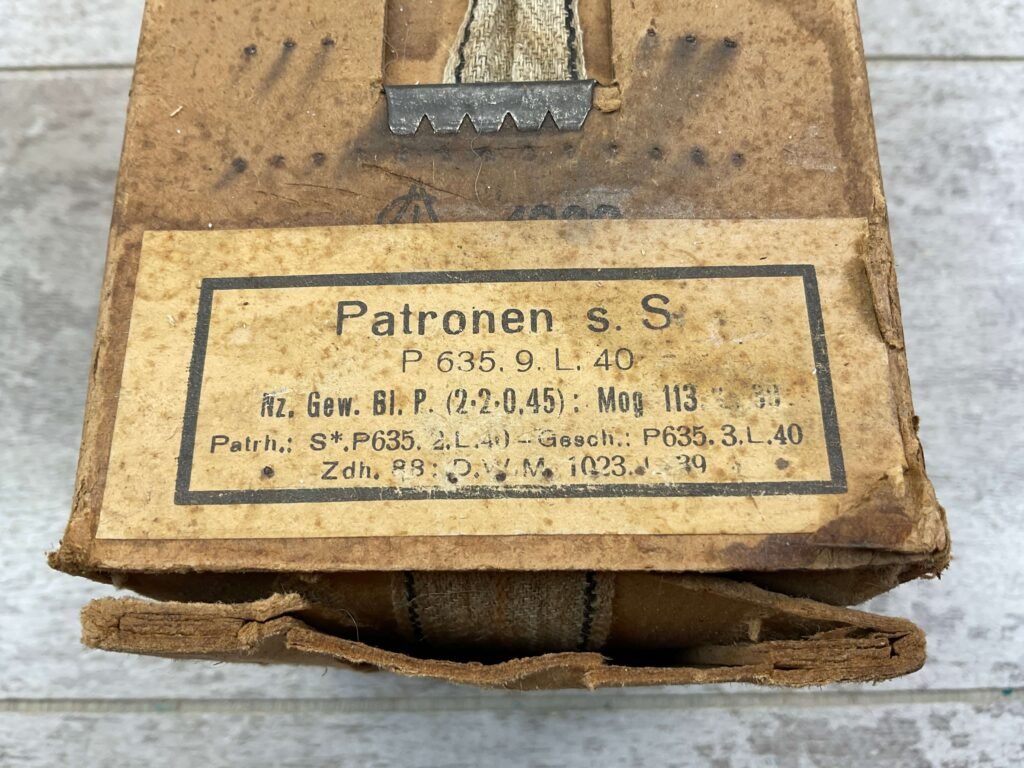 Patronen s. S.
P 635. 9. L. 40
Nz. Gew. Bl. P. (2·2·0,45): Mog 113.
Patrh.: S*. P635. 2. L. 40 – Gesch.: P635. 3. L. 40
Zdh. 88: D.W.M. 1023. J. 39